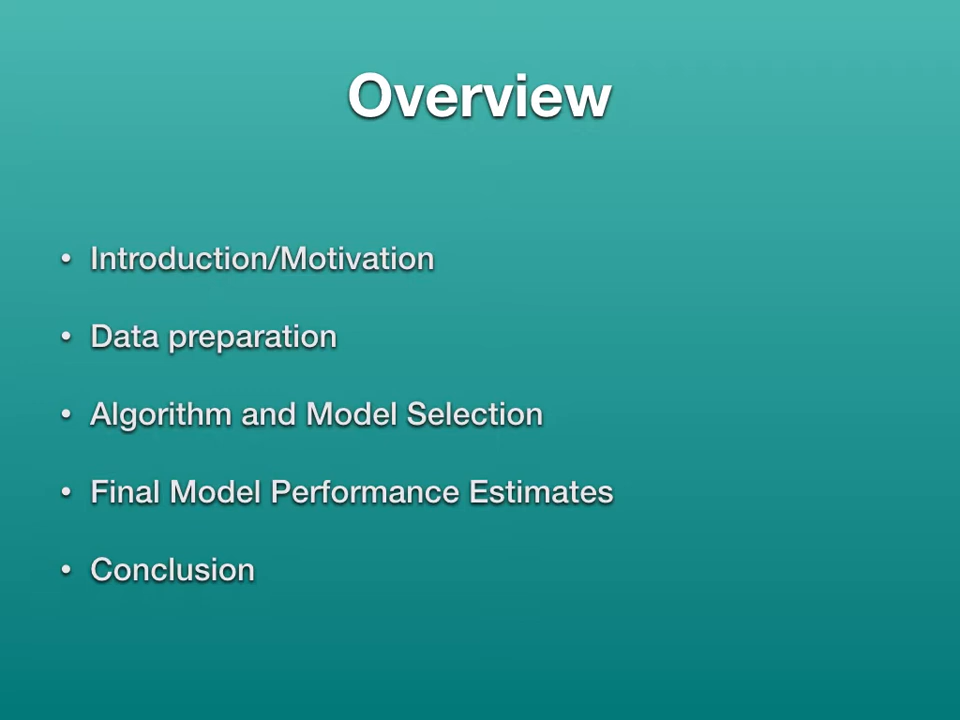 Overview
• Introduction/Motivation
• Data preparation
• Algorithm and Model Selection
• Final Model Performance Estimates
• Conclusion